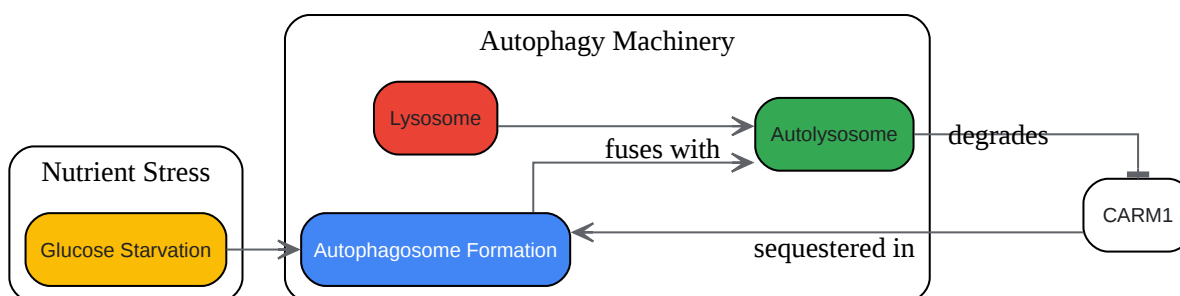 Autophagy Machinery
Lysosome
Autolysosome
degrades
fuses with
Nutrient Stress
CARM1
Glucose Starvation
Autophagosome Formation
sequestered in